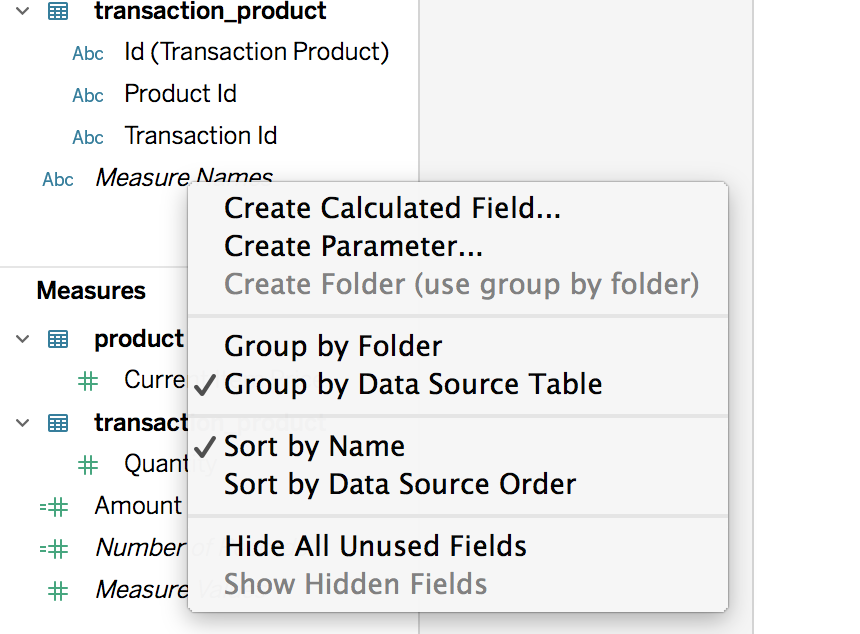 transaction_product
Abc Id (Transaction Product)
Abc Product Id
Abc Transaction Id
Abc Measure Names
Create Calculated Field...
Create Parameter...
Create Folder (use group by folder)
Measures
product
Group by Folder
Group by Data Source Table
transaction_product
Sort by Name
Quantity
Sort by Data Source Order
Amount
Number of
Hide All Unused Fields
Measure
Show Hidden Fields